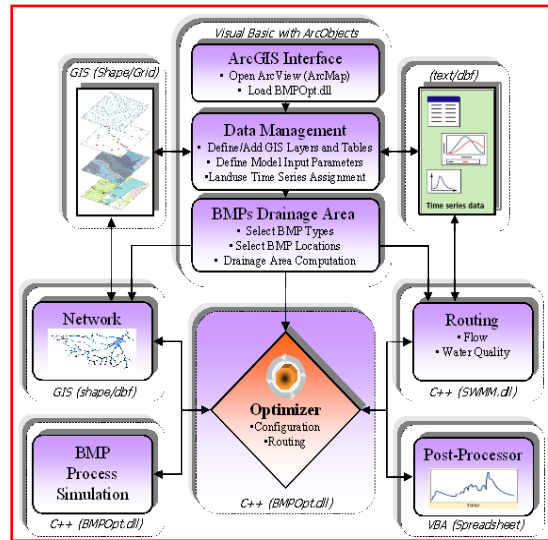 Visual Basic with ArcObjects
ArcGIS Interface
• Open ArcView (ArcMap)
• Load BMPOpt.dll
GIS (Shape/Grid)
(text/dbf)
Data Management
• Define/Add GIS Layers and Tables
• Define Model Input Parameters
•Landuse Time Series Assignment
Time series data
BMPs Drainage Area
• Select BMP Types
• Select BMP Locations
• Drainage Area Computation
Network
GIS (shape/dbf)
Routing
• Flow
• Water Quality
C++ (SWMM.dll)
Optimizer
•Configuration
• Routing
C++ (BMPOpt.dll)
BMP
Process
Simulation
C++ (BMPOpt.dll)
Post-Processor
Time
VBA (Spreadsheet)